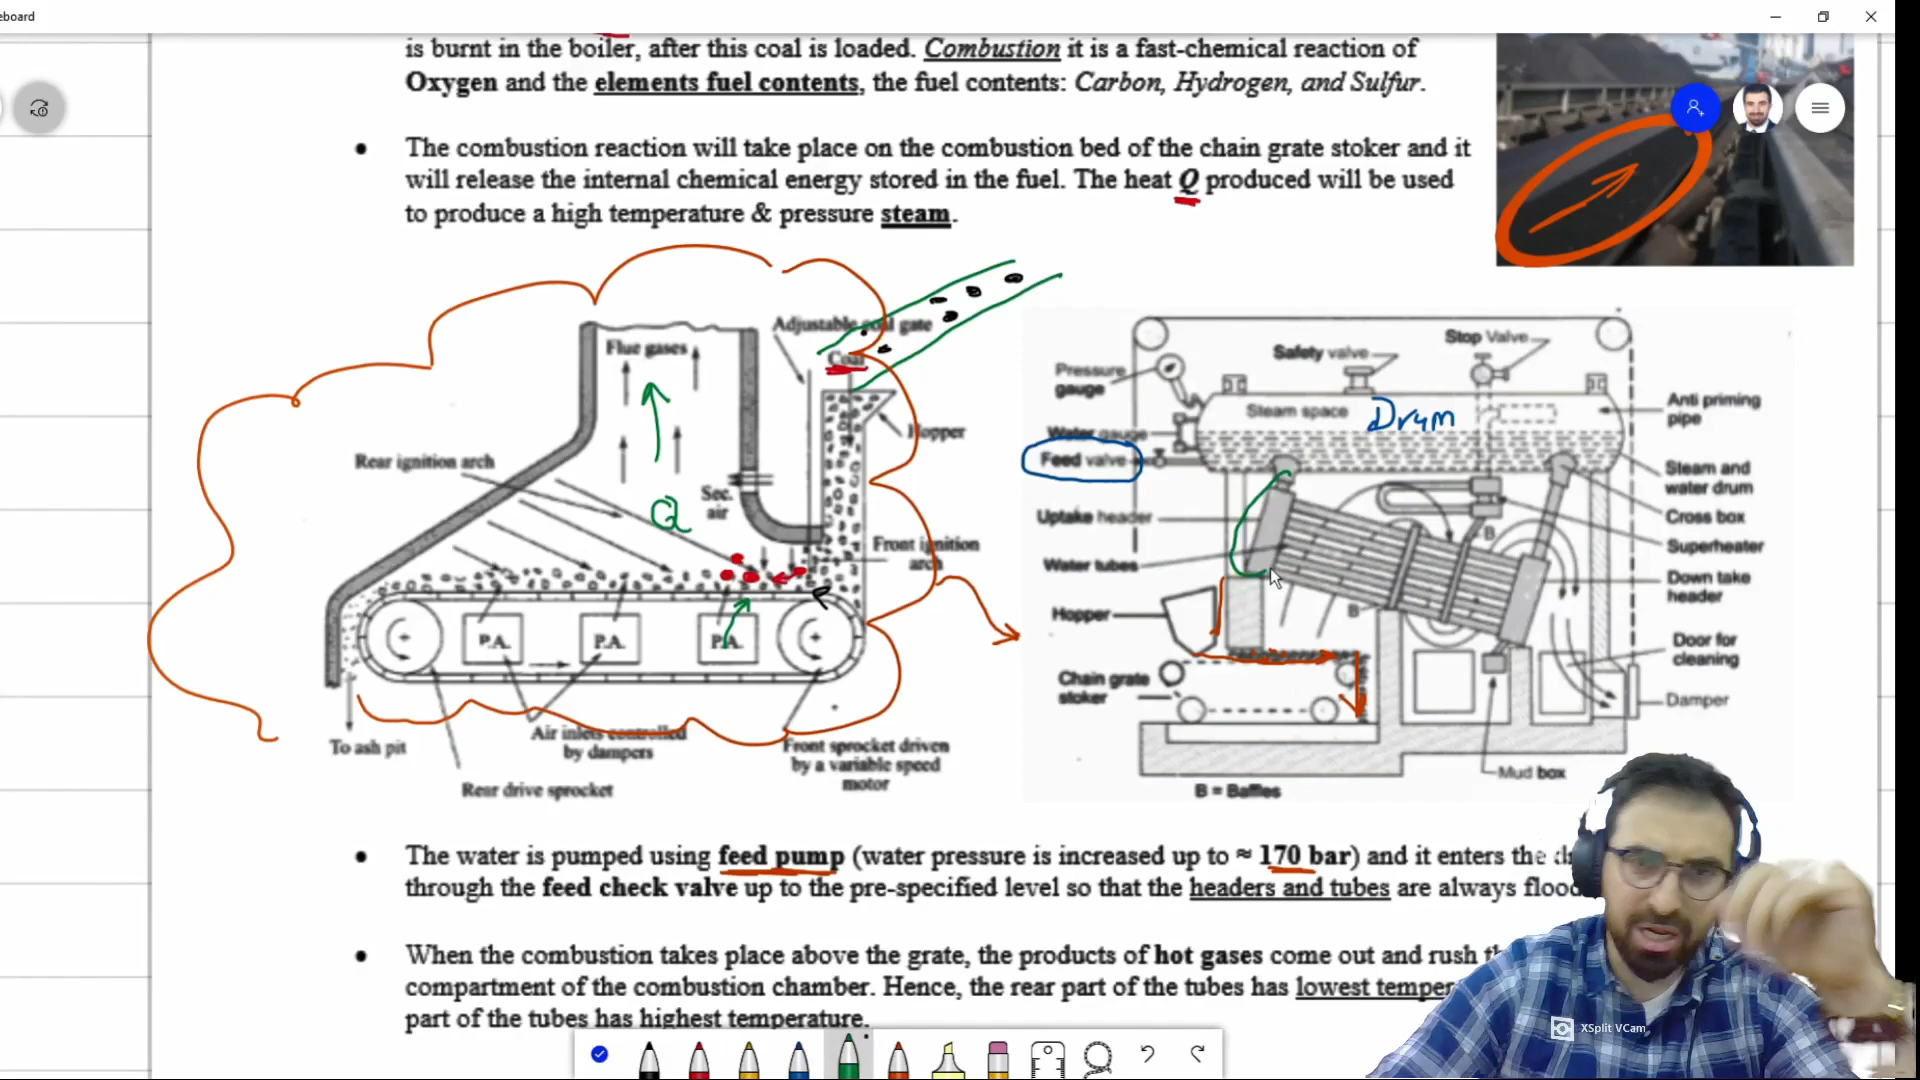 eboard
is burnt in the boiler, after this coal is loaded. Combustion it is a fast-chemical reaction of
Oxygen and the elements fuel contents, the fuel contents: Carbon, Hydrogen, and Sulfur.
• The combustion reaction will take place on the combustion bed of the chain grate stoker and it
will release the internal chemical energy stored in the fuel. The heat Q produced will be used
to produce a high temperature & pressure steam.
Flue gases
Adjustable coal gate
Coal
Hopper
Rear ignition arch
Sec.
air
Q
Front ignition
arch
P.A.
P.A.
P.A.
To ash pit
Air inlets controlled
by dampers
Front sprocket driven
by a variable speed
motor
Rear drive sprocket
Stop Valve
Safety valve
Pressure
gauge
Steam space
Drum
Anti priming
pipe
Water gauge
Feed valve
Steam and
water drum
Uptake header
Cross box
B
Superheater
Water tubes
Down take
header
Hopper
B
Door for
cleaning
Chain grate
stoker
Damper
Mud box
B = Baffles
• The water is pumped using feed pump (water pressure is increased up to ≈ 170 bar) and it enters the
through the feed check valve up to the pre-specified level so that the headers and tubes are always
• When the combustion takes place above the grate, the products of hot gases come out and rush
compartment of the combustion chamber. Hence, the rear part of the tubes has lowest
part of the tubes has highest temperature.
XSplit VCam